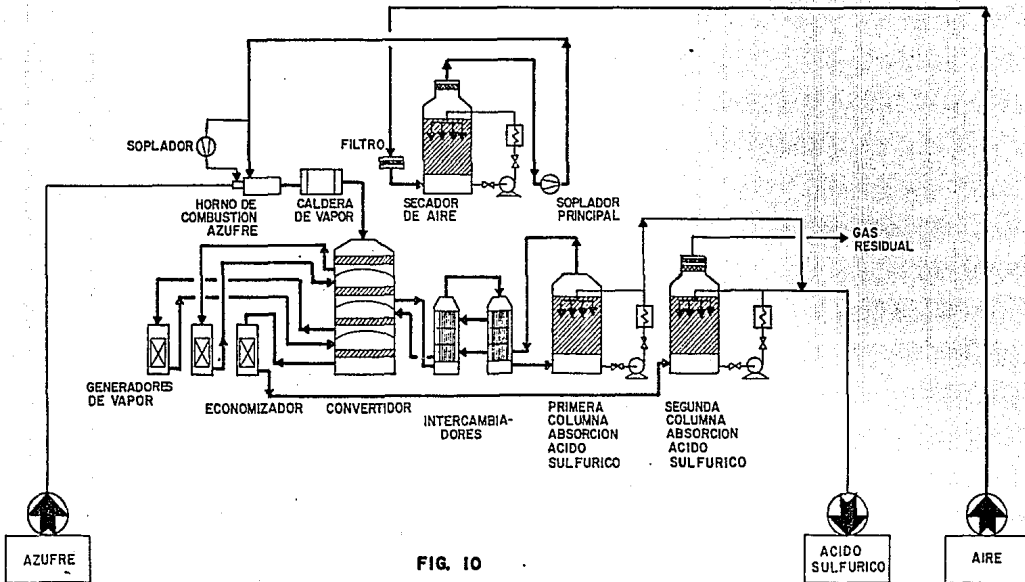 SOPLADOR
FILTRO
HORNO DE
COMBUSTION
AZUFRE
CALDERA
DE VAPOR
SECADOR
DE AIRE
SOPLADOR
PRINCIPAL
GAS
RESIDUAL
GENERADORES
DE VAPOR
ECONOMIZADOR
CONVERTIDOR
INTERCAMBIA-
DORES
PRIMERA
COLUMNA
ABSORCION
ACIDO
SULFURICO
SEGUNDA
COLUMNA
ABSORCION
ACIDO
SULFURICO
AZUFRE
FIG. 10
ACIDO
SULFURICO
AIRE